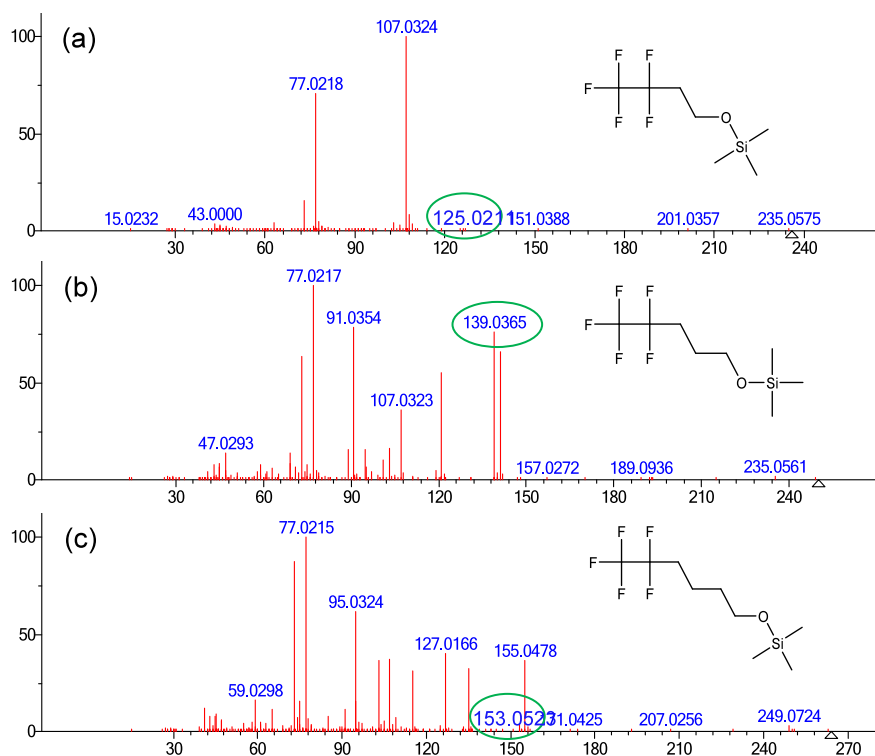 (a)
100
50
0
15.0232
43.0000
77.0218
107.0324
125.0211
151.0388
201.0357
235.0575
30 60 90 120 150 180 210 240
F F
F
F F
O
Si
(b)
100
50
0
47.0293
77.0217
91.0354
107.0323
139.0365
157.0272
189.0936
235.0561
30 60 90 120 150 180 210 240
F F
F
F F
O Si
(c)
100
50
0
59.0298
77.0215
95.0324
127.0166
153.0523
155.0478
171.0425
207.0256
249.0724
30 60 90 120 150 180 210 240 270
F F
F
F F
O
Si